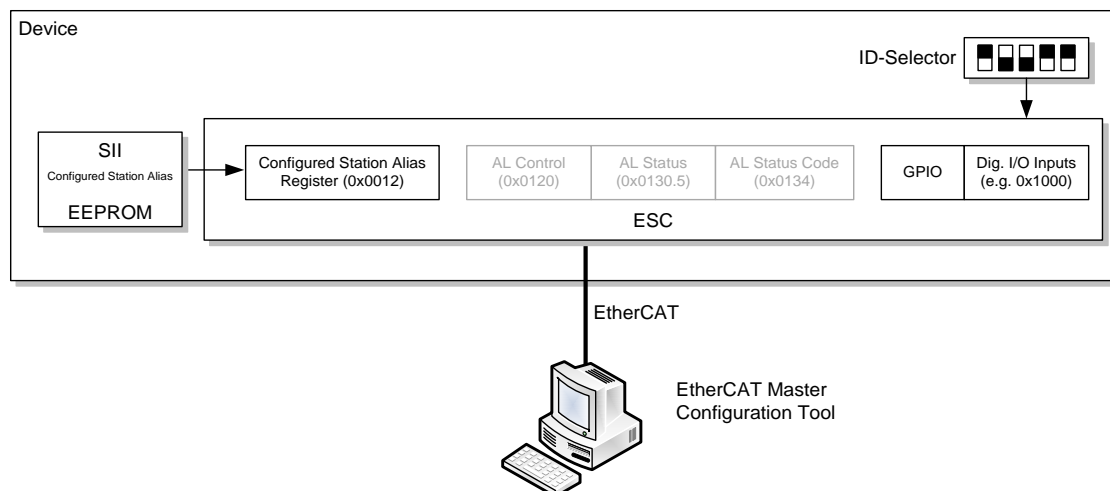 Device
ID-Selector
SII
Configured Station Alias
EEPROM
Configured Station Alias
Register (0x0012)
AL Control
(0x0120)
AL Status
(0x0130.5)
AL Status Code
(0x0134)
GPIO
Dig. I/O Inputs
(e.g. 0x1000)
ESC
EtherCAT
EtherCAT Master
Configuration Tool